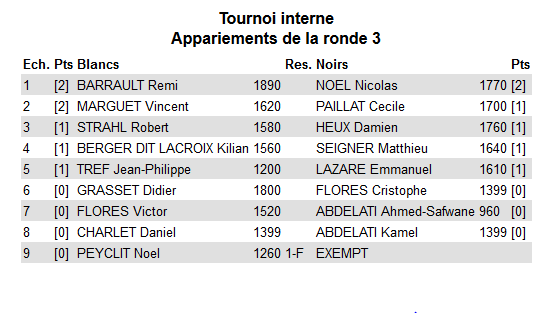 Tournoi interne
Appariements de la ronde 3
Ech. Pts Blancs Res. Noirs Pts
1 [2] BARRAULT Remi 1890 NOEL Nicolas 1770 [2]
2 [2] MARGUET Vincent 1620 PAILLAT Cecile 1700 [1]
3 [1] STRAHL Robert 1580 HEUX Damien 1760 [1]
4 [1] BERGER DIT LACROIX Kilian 1560 SEIGNER Matthieu 1640 [1]
5 [1] TREF Jean-Philippe 1200 LAZARE Emmanuel 1610 [1]
6 [0] GRASSET Didier 1800 FLORES Cristophe 1399 [0]
7 [0] FLORES Victor 1520 ABDELATI Ahmed-Safwane 960 [0]
8 [0] CHARLET Daniel 1399 ABDELATI Kamel 1399 [0]
9 [0] PEYCLIT Noel 1260 1-F EXEMPT